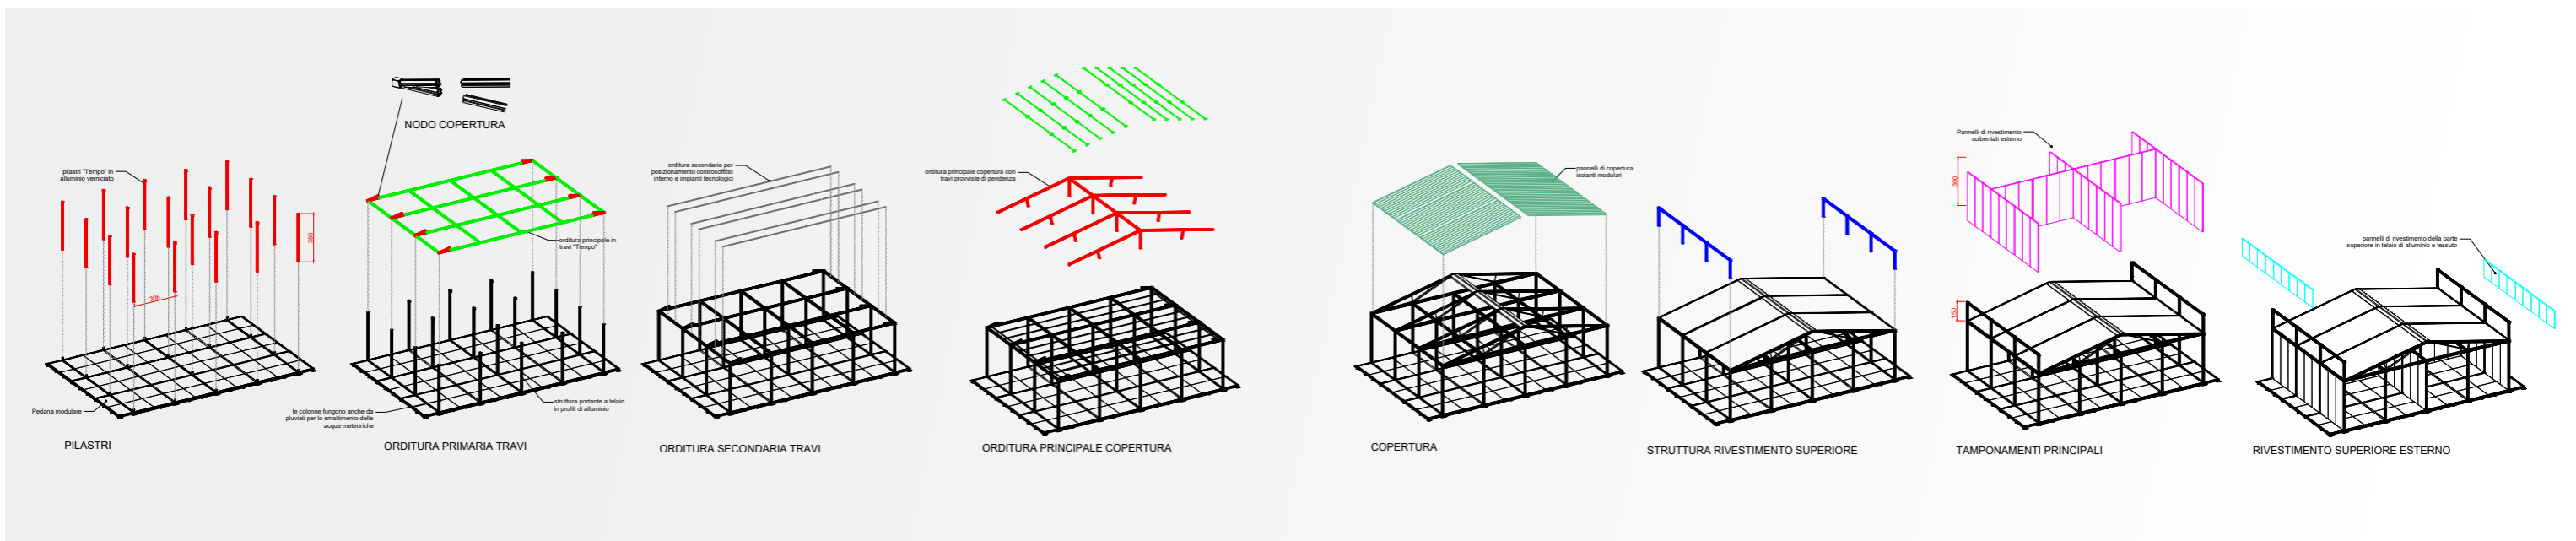 NODO COPERTURA
pilastri "Tempo" in
alluminio verniciato
350
306
Pedana modulare
PILASTRI
orditura principale in
travi "Tempo"
le colonne fungono anche da
pluviali per lo smaltimento delle
acque meteoriche
struttura portante a telaio
in profili di alluminio
ORDITURA PRIMARIA TRAVI
orditura secondaria per
posizionamento controsoffitto
interno e impianti tecnologici
ORDITURA SECONDARIA TRAVI
orditura principale copertura con
travi provviste di pendenza
ORDITURA PRINCIPALE COPERTURA
pannelli di copertura
isolanti modulari
COPERTURA
STRUTTURA RIVESTIMENTO SUPERIORE
Pannelli di rivestimento
coibentati esterno
300
150
TAMPONAMENTI PRINCIPALI
pannelli di rivestimento della parte
superiore in telaio di alluminio e tessuto
RIVESTIMENTO SUPERIORE ESTERNO